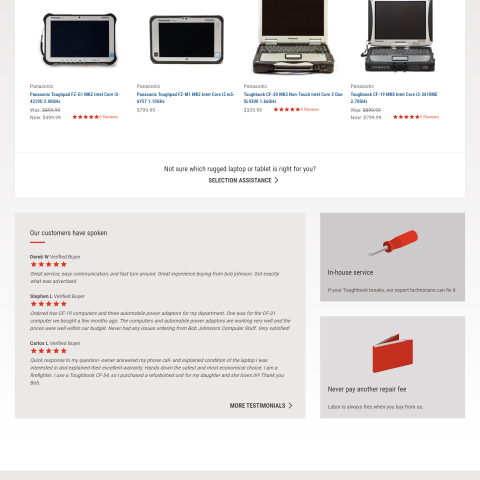 Panasonic
Panasonic Toughpad FZ-G1 MK2 Intel Core i5-
4310U 2.00GHz
Was: $699.99
Now: $499.99
5 Reviews
Panasonic
Panasonic Toughpad FZ-M1 MK2 Intel Core i5 m5-
6Y57 1.10GHz
$799.99
Panasonic
Toughbook CF-30 MK3 Non-Touch Intel Core 2 Duo
SL9300 1.6GHz
$329.99
5 Reviews
Panasonic
Toughbook CF-19 MK8 Intel Core i5-3610ME
2.70GHz
Was: $899.99
Now: $799.99
5 Reviews
Not sure which rugged laptop or tablet is right for you?
SELECTION ASSISTANCE
Our customers have spoken
Derek W Verified Buyer
Great service, easy communication, and fast turn around. Great experience buying from bob johnson. Got exactly
what was advertised.
Stephen L Verified Buyer
Ordered two CF-19 computers and three automobile power adaptors for my department. One was for the CF-31
computer we bought a few months ago. The computers and automobile power adaptors are working very well and the
prices were well within our budget. Never had any issues ordering from Bob Johnson's Computer Stuff. Very satisfied!
Carlos L Verified Buyer
Quick response to my question -owner answered my phone call- and explained condition of the laptop i was
interested in and explained their excellent warranty. Hands down the safest and most economical choice. I am a
firefighter. I use a Toughbook CF-54, so I purchased a refurbished unit for my daughter and she loves it!!! Thank you
Bob.
MORE TESTIMONIALS
In-house service
If your Toughbook breaks, our expert technicians can fix it.
Never pay another repair fee
Labor is always free when you buy from us.